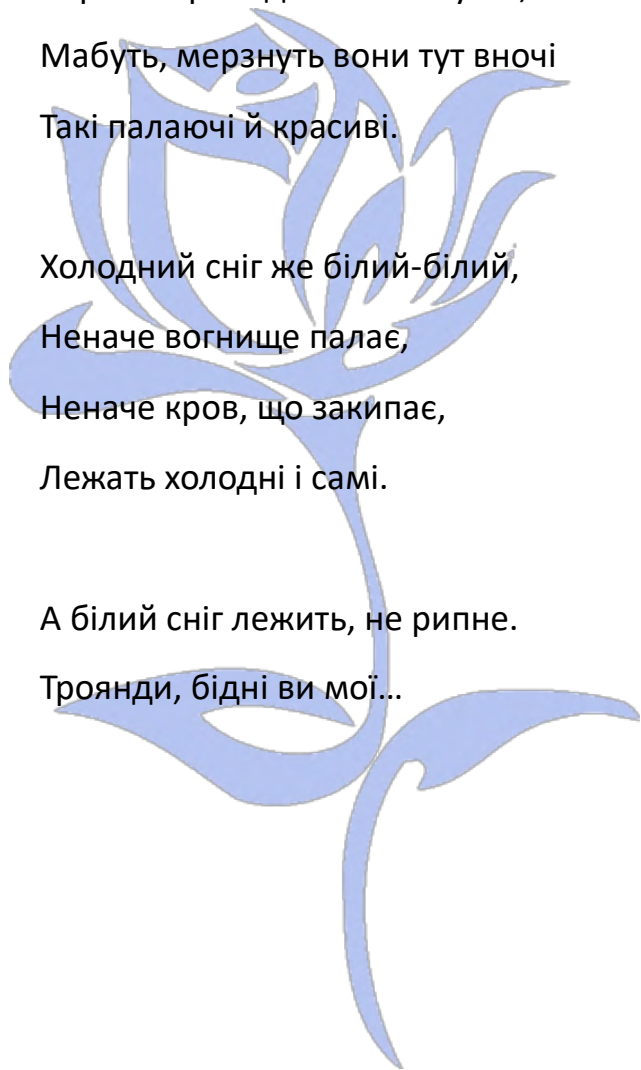 Мабуть, мерзнуть вони тут вночі
Такі палаючі й красиві.
Холодний сніг же білий-білий,
Неначе вогнище палає,
Неначе кров, що закипає,
Лежать холодні і самі.
А білий сніг лежить, не рипне.
Троянди, бідні ви мої…